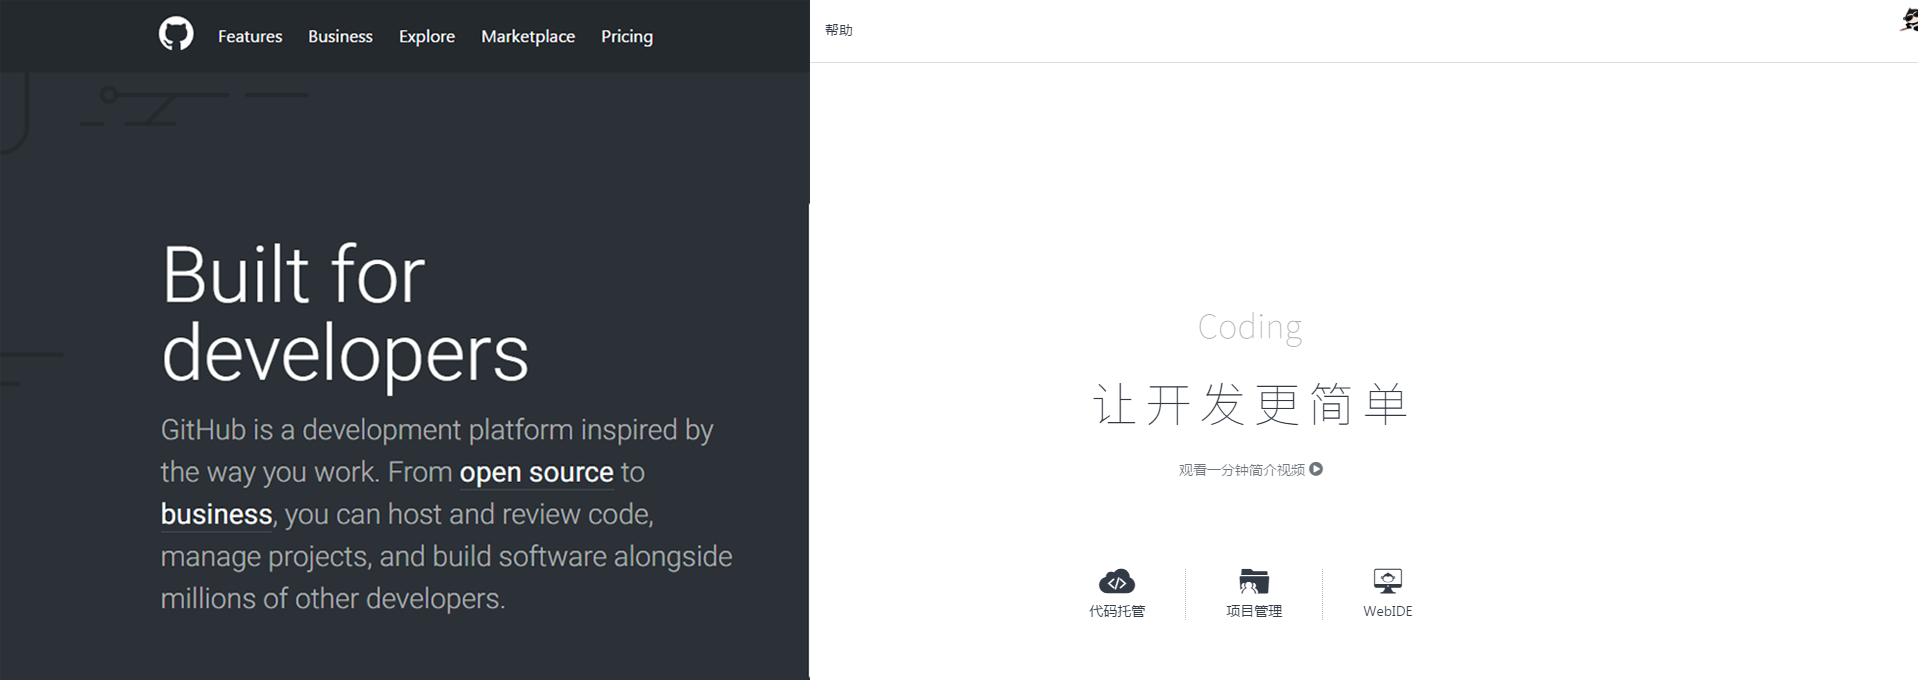 Features Business Explore Marketplace Pricing
Built for
developers
GitHub is a development platform inspired by
the way you work. From open source to
business, you can host and review code,
manage projects, and build software alongside
millions of other developers.
帮助
Coding
让开发更简单
观看一分钟简介视频
代码托管 项目管理 WebIDE